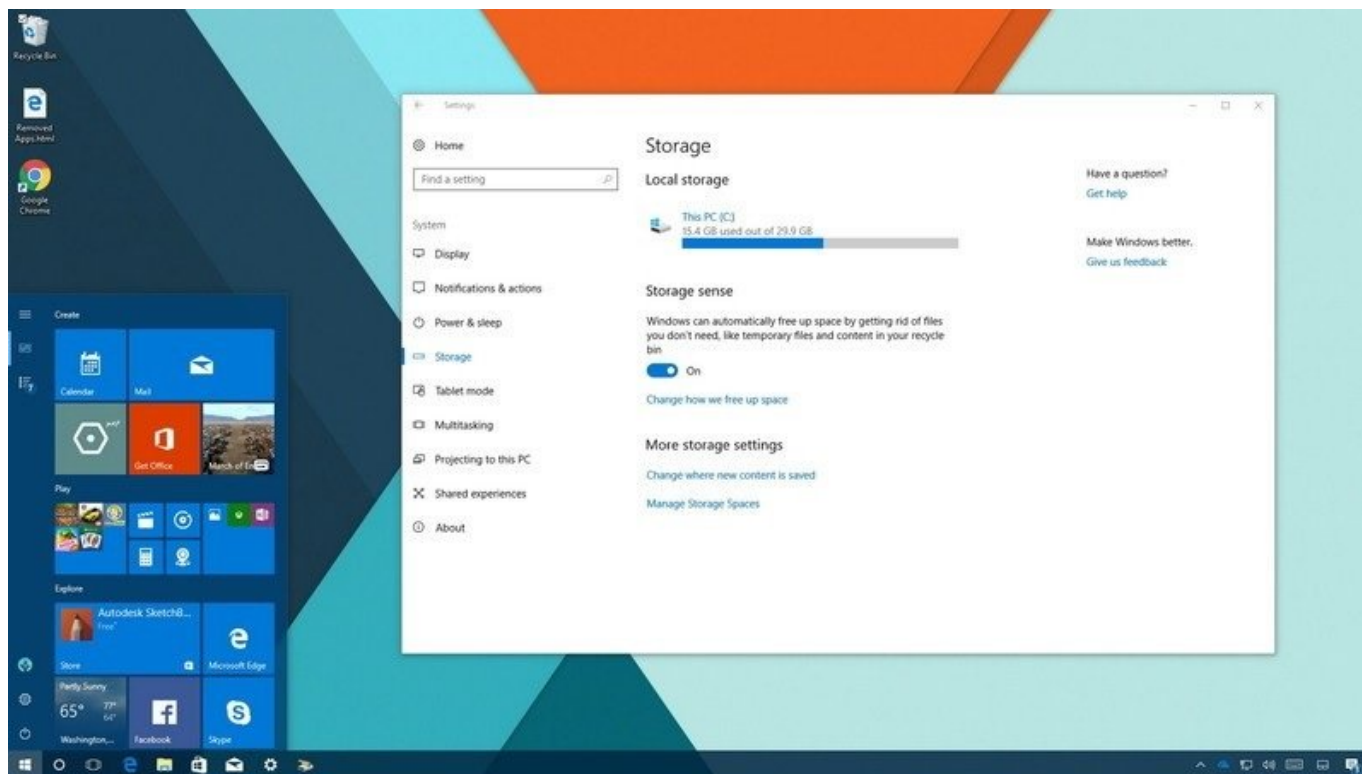 Recycle Bin
Removed
Apps.html
Google
Chrome
Settings
Home
Find a setting
System
Display
Notifications & actions
Power & sleep
Storage
Tablet mode
Multitasking
Projecting to this PC
Shared experiences
About
Storage
Local storage
This PC (C:)
15.4 GB used out of 29.9 GB
Storage sense
Windows can automatically free up space by getting rid of files
you don't need, like temporary files and content in your recycle
bin
On
Change how we free up space
More storage settings
Change where new content is saved
Manage Storage Spaces
Have a question?
Get help
Make Windows better.
Give us feedback
Create
Calendar
Mail
Get Office
March of
Play
Explore
Autodesk SketchB...
Free*
Store
Microsoft Edge
Partly Sunny
65°
77°
64°
Washington,...
Facebook
Skype